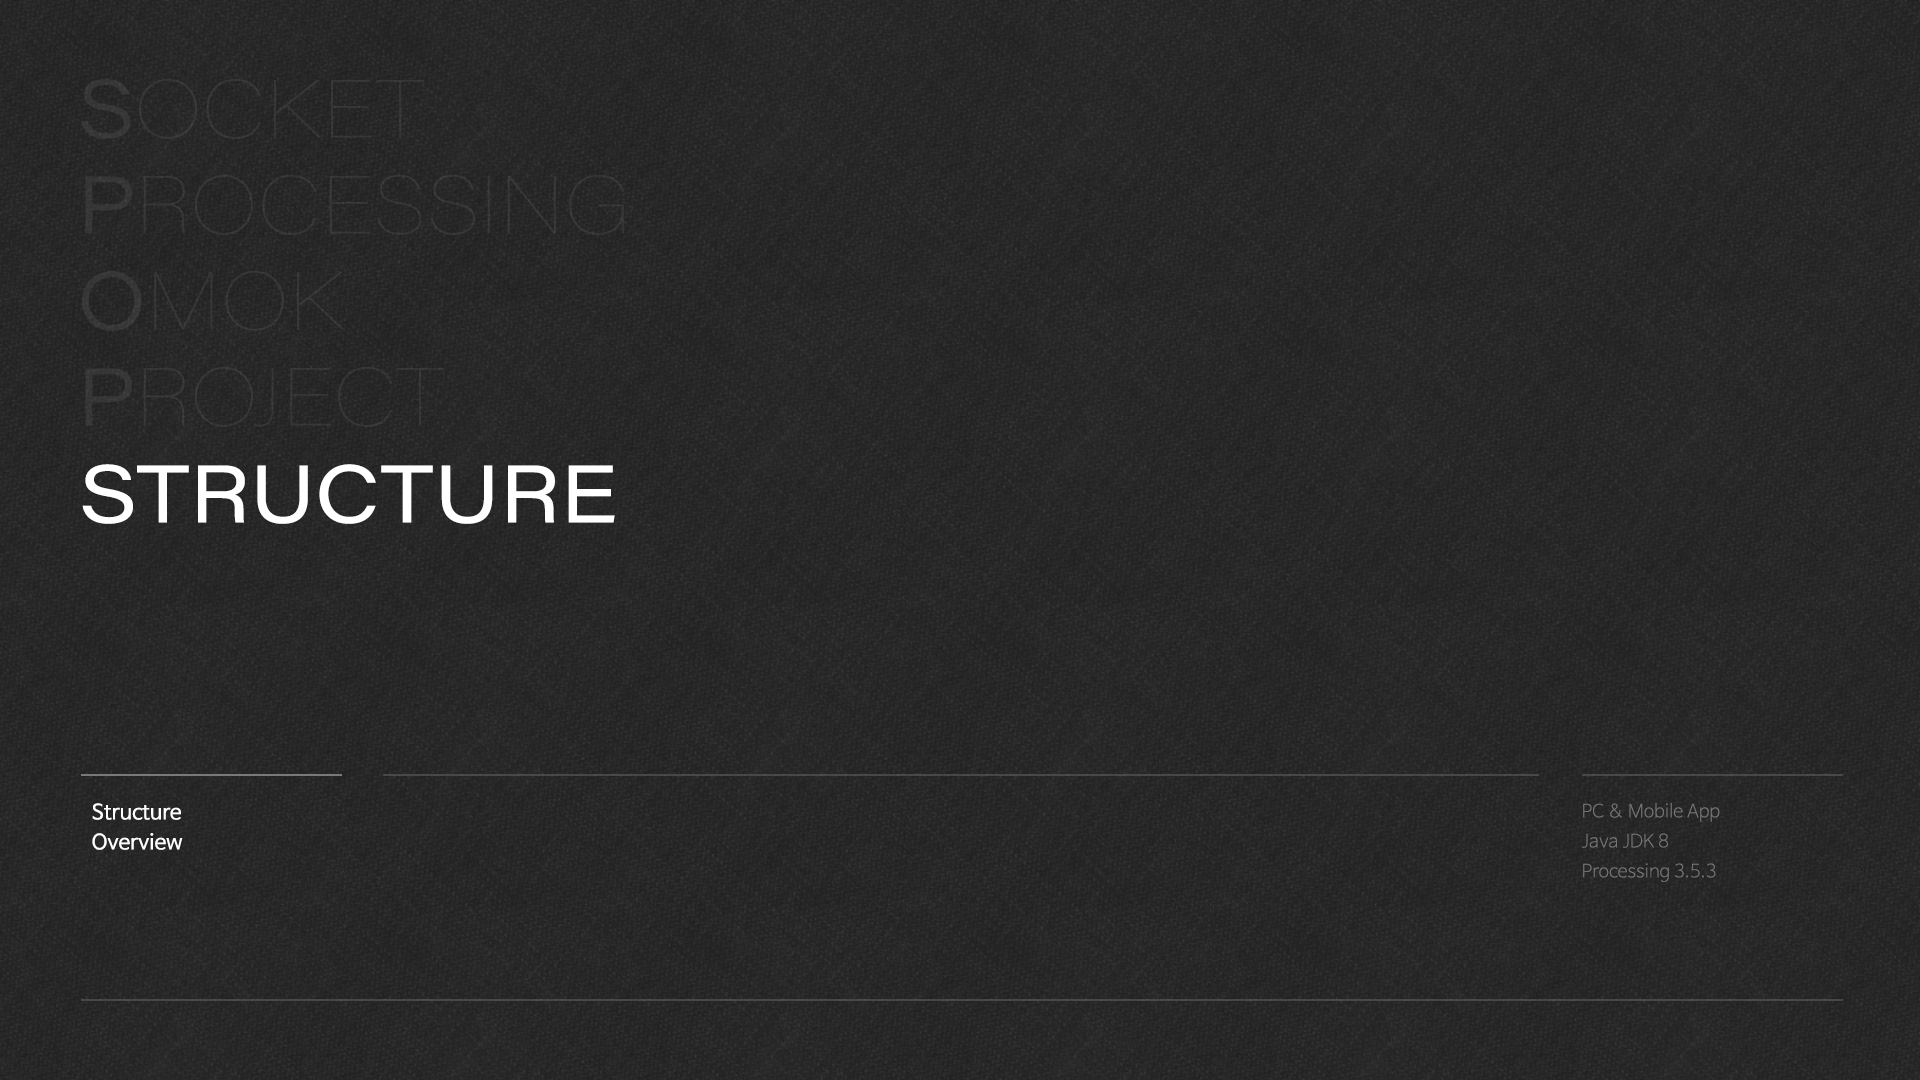 SOCKET
PROCESSING
OMOK
PROJECT
STRUCTURE
Structure
Overview
PC & Mobile App
Java JDK 8
Processing 3.5.3